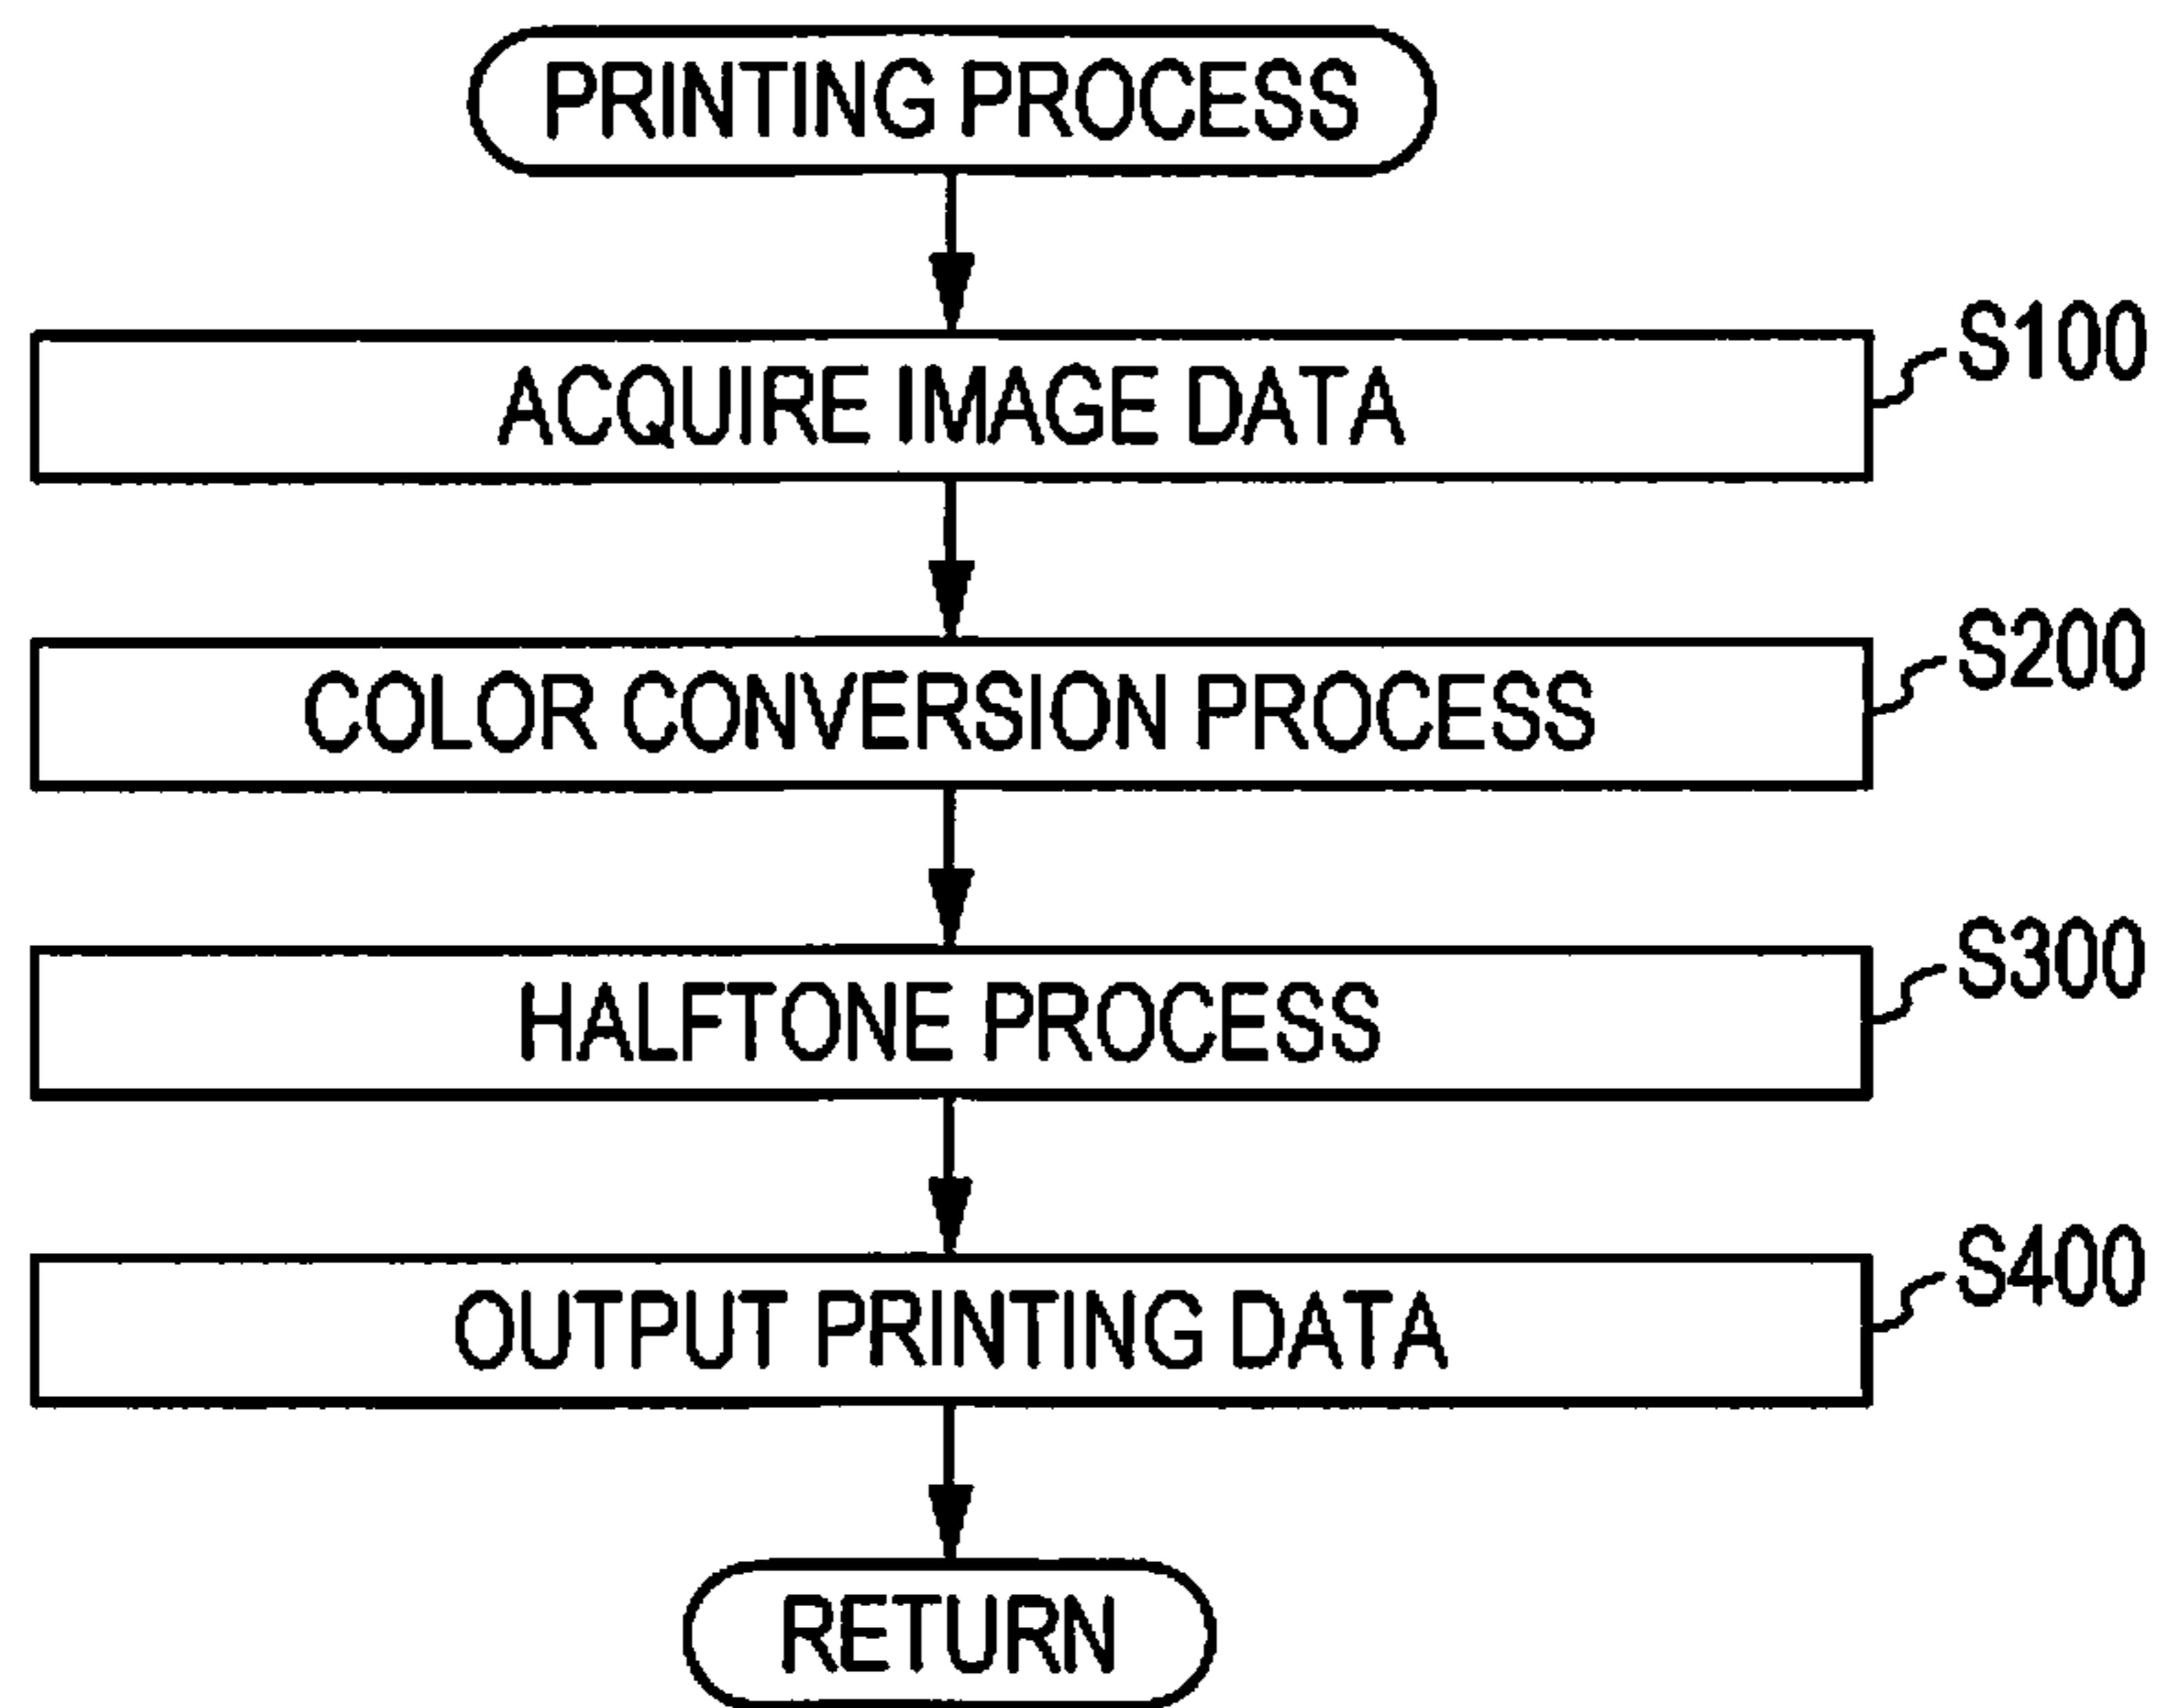 PRINTING PROCESS
ACQUIRE IMAGE DATA
S100
COLOR CONVERSION PROCESS
S200
HALFTONE PROCESS
S300
OUTPUT PRINTING DATA
S400
RETURN